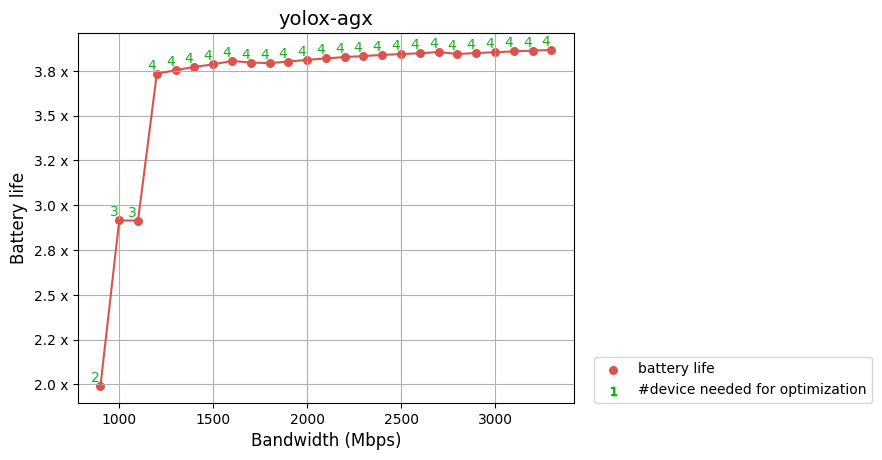 yolox-agx
Battery life
3.8 x
3.5 x
3.2 x
3.0 x
2.8 x
2.5 x
2.2 x
2.0 x
2 3 3 4 4 4 4 4 4 4 4 4 4 4 4 4 4 4 4 4 4 4 4 4 4
1000 1500 2000 2500 3000
Bandwidth (Mbps)
battery life
1 #device needed for optimization